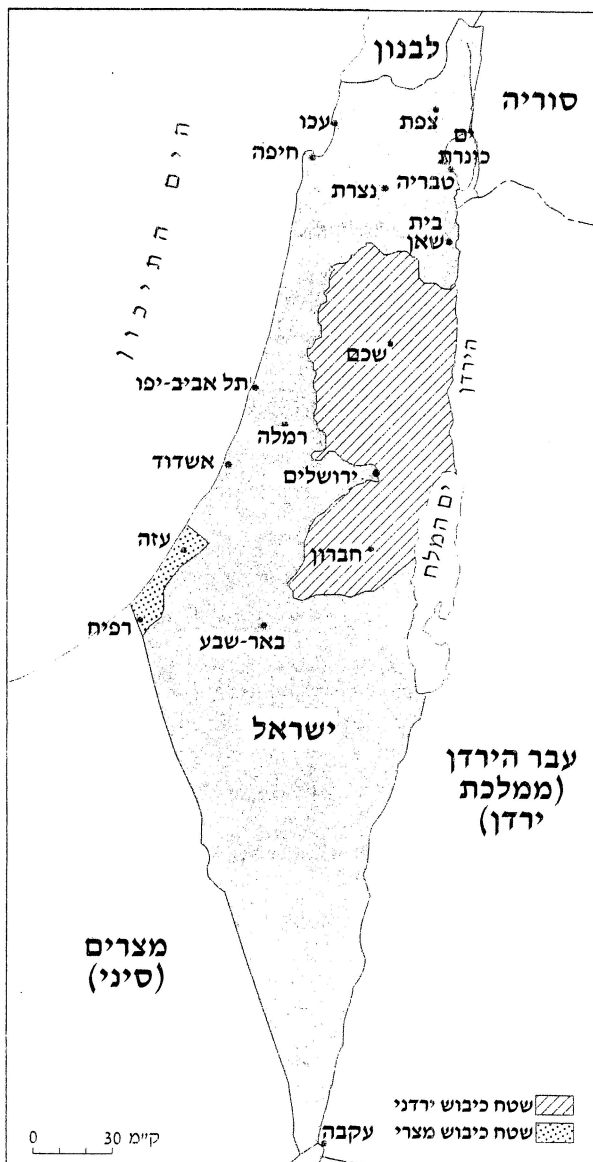 לבנון
סוריה
עכו
צפת
ים
כינרת
חיפה
טבריה
נצרת
הים התיכון
בית
שאן
שכם
הירדן
תל אביב-יפו
רמלה
אשדוד
ירושלים
ים המלח
עזה
חברון
רפיח
באר-שבע
ישראל
עבר הירדן
(ממלכת
ירדן)
מצרים
(סיני)
שטח כיבוש ירדני
שטח כיבוש מצרי
עקבה
0 30 ק"מ